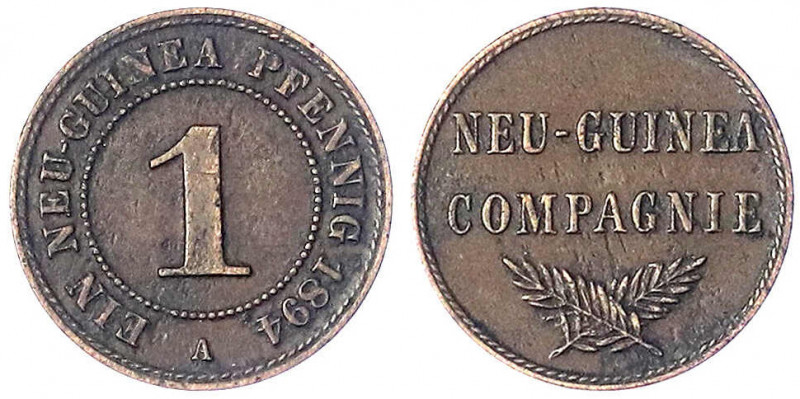 EIN NEU-GUINEA PFENNIG 1894
1
A
NEU-GUINEA
COMPAGNIE